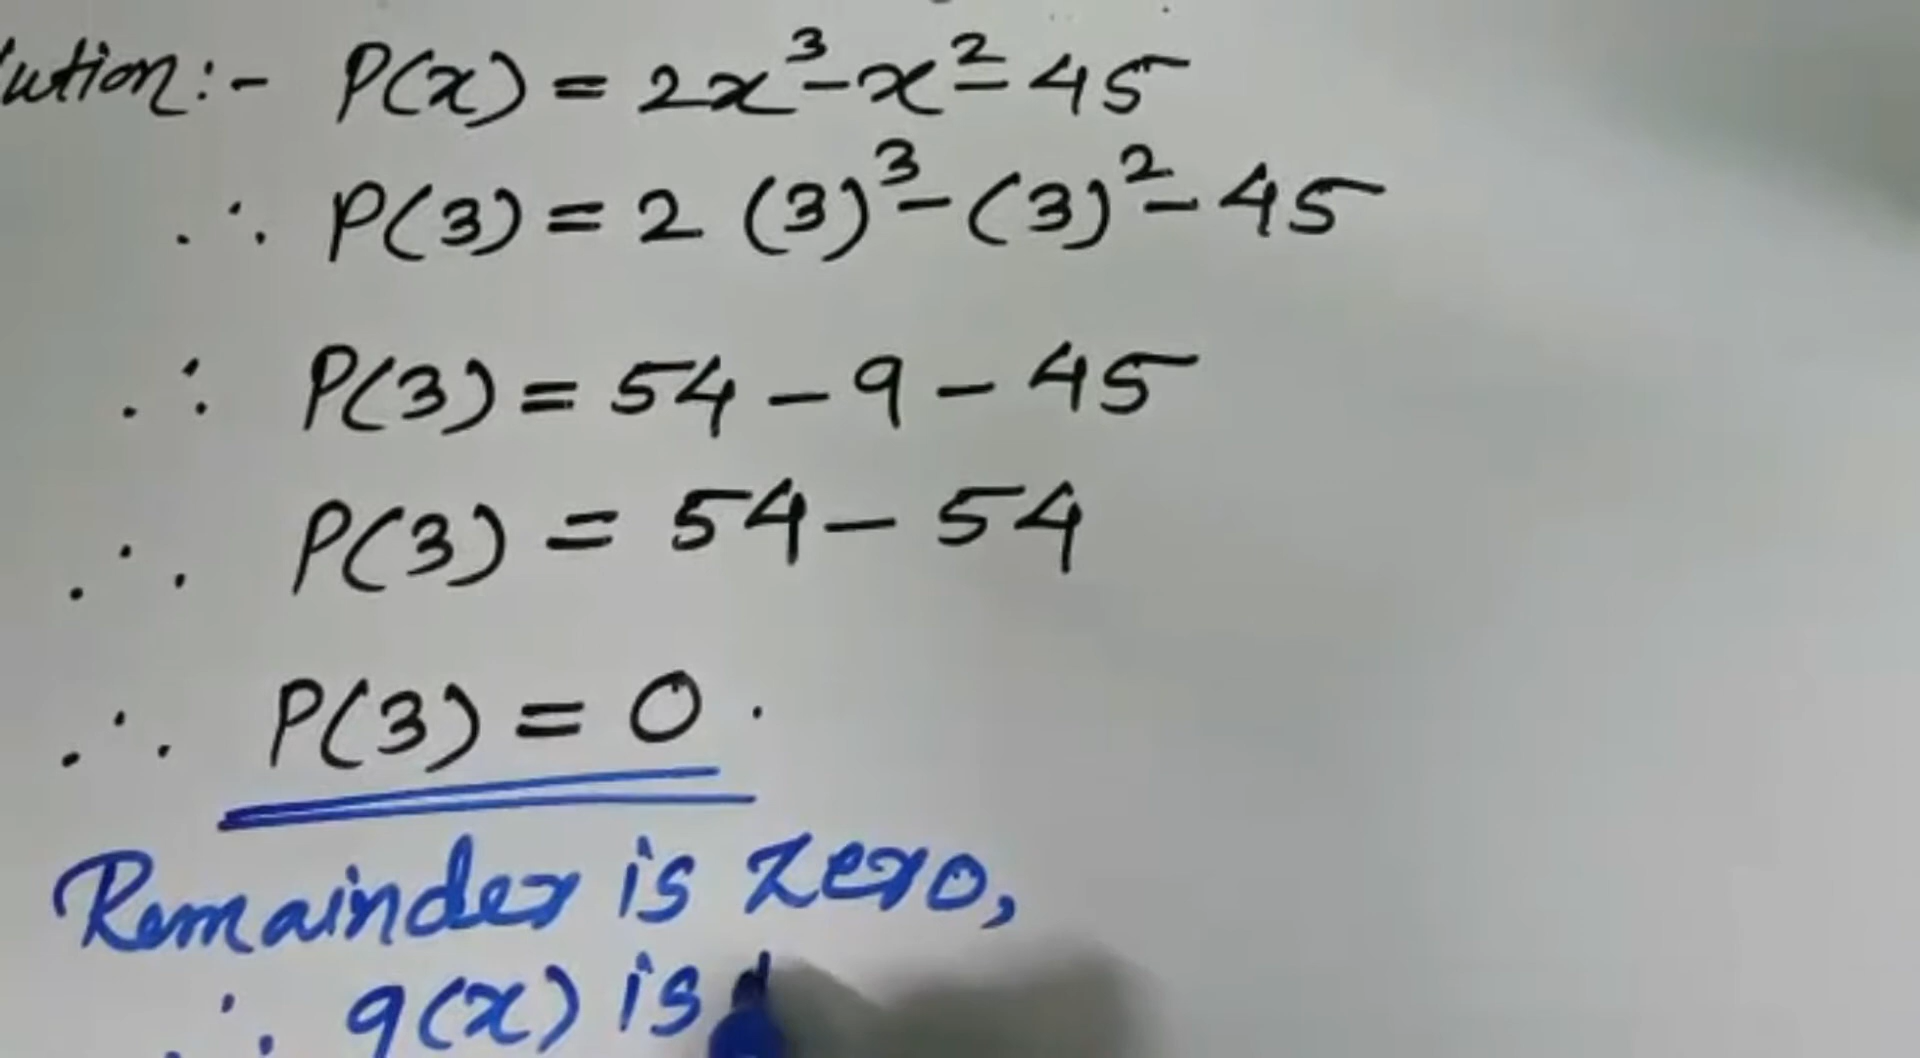 lution:- P(x) = 2x³-x²-45
∴ P(3) = 2 (3)³-(3)²-45
∴ P(3) = 54-9-45
∴ P(3) = 54-54
∴ P(3) = 0.
Remainder is zero,
∴ q(x) is